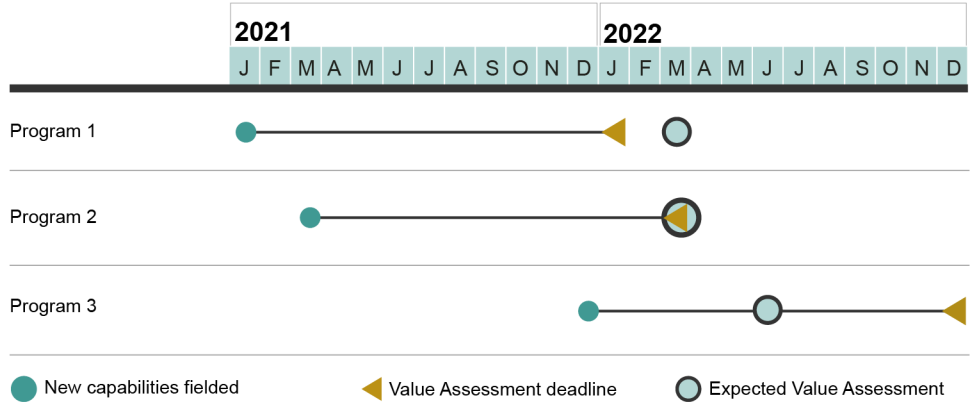 2021 2022
J F M A M J J A S O N D J F M A M J J A S O N D
Program 1
Program 2
Program 3
New capabilities fielded Value Assessment deadline Expected Value Assessment